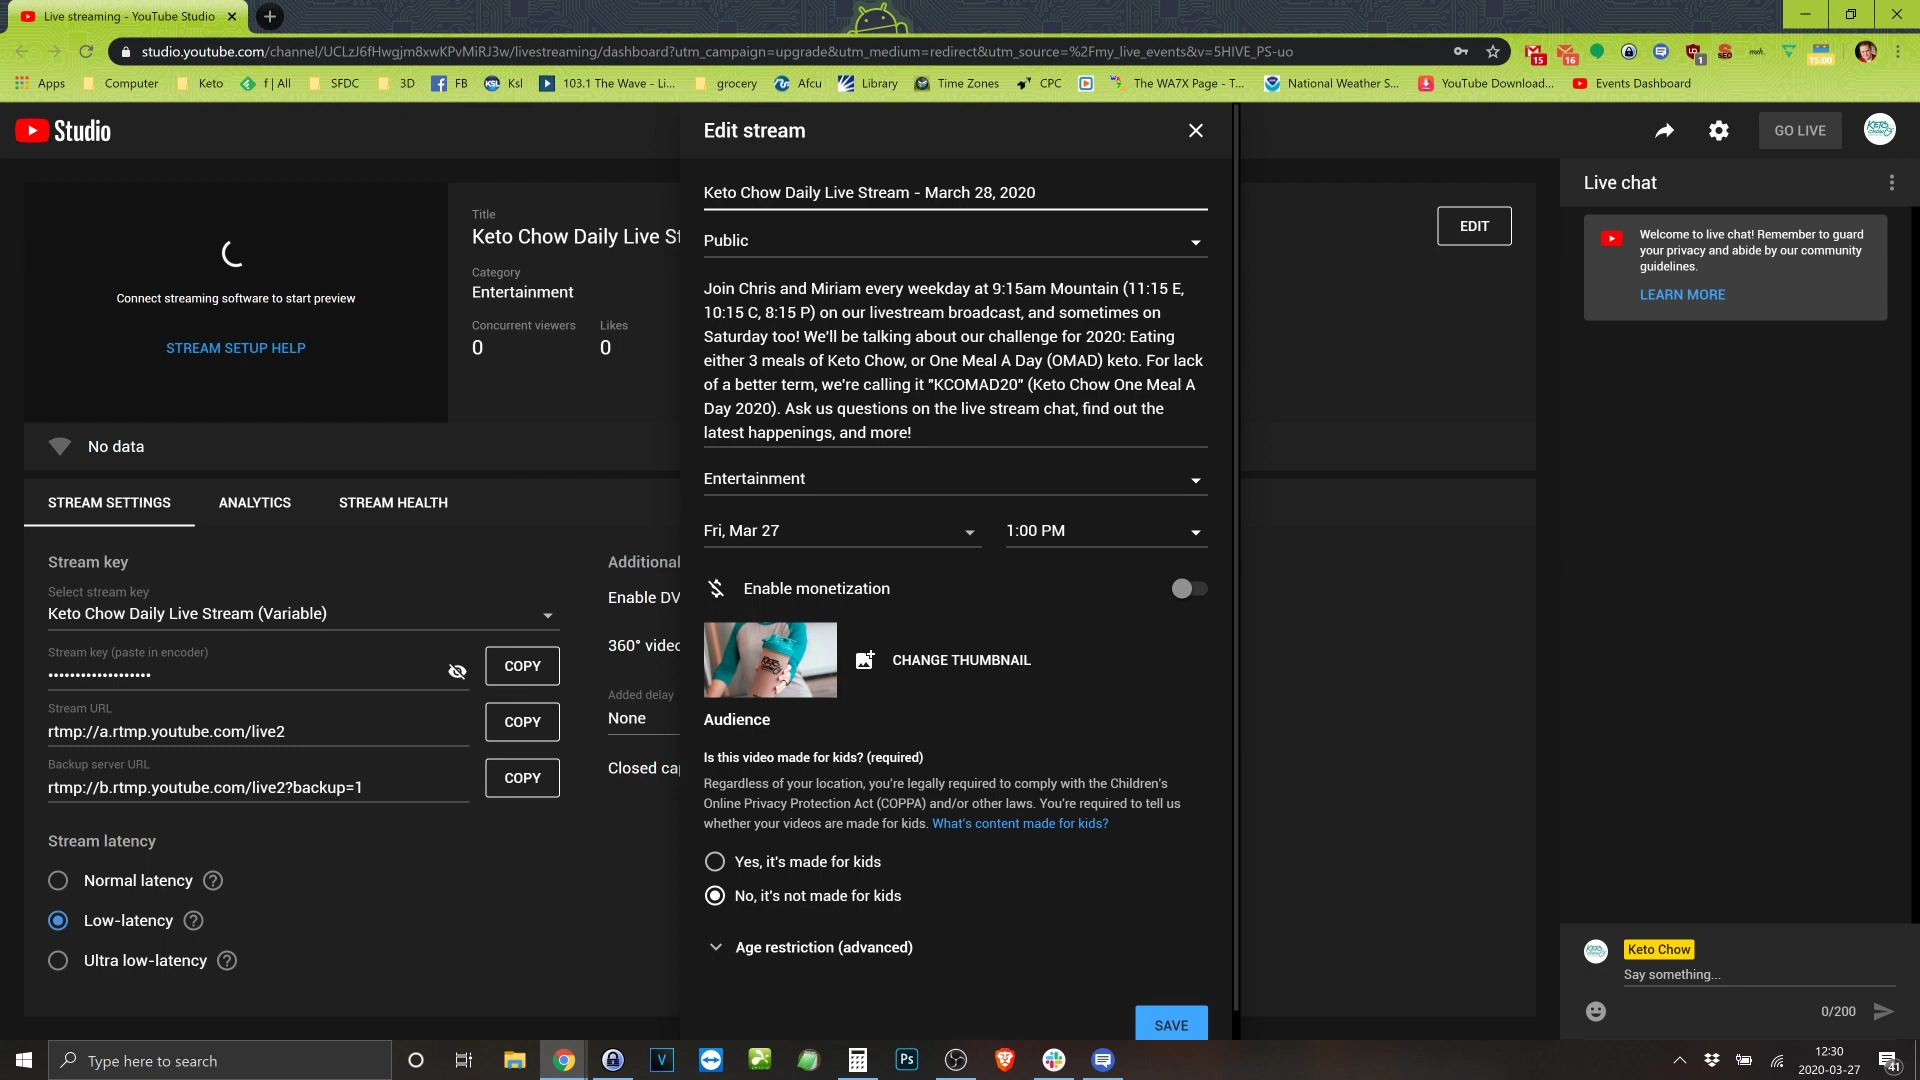 Live streaming - YouTube Studio
studio.youtube.com/channel/UCLzJ6fHwgjm8xwKPvMiRJ3w/livestreaming/dashboard?utm_campaign=upgrade&utm_medium=redirect&utm_source=%2Fmy_live_events&v=5HIVE_PS-uo
15
16
1
SEO
meh.
15:00
Apps
Computer
Keto
f | All
SFDC
3D
FB
KSL
Ksl
103.1 The Wave - Li...
grocery
Afcu
Library
Time Zones
CPC
The WA7X Page - T...
National Weather S...
YouTube Download...
Events Dashboard
Studio
GO LIVE
Connect streaming software to start preview
STREAM SETUP HELP
Title
Keto Chow Daily Live St
Category
Entertainment
Concurrent viewers
Likes
0
0
EDIT
No data
STREAM SETTINGS
ANALYTICS
STREAM HEALTH
Stream key
Select stream key
Keto Chow Daily Live Stream (Variable)
Stream key (paste in encoder)
•••••••••••••••••••
COPY
Stream URL
rtmp://a.rtmp.youtube.com/live2
COPY
Backup server URL
rtmp://b.rtmp.youtube.com/live2?backup=1
COPY
Stream latency
Normal latency
Low-latency
Ultra low-latency
Additional
Enable DV
360° videc
Added delay
None
Closed cap
Edit stream
Keto Chow Daily Live Stream - March 28, 2020
Public
Join Chris and Miriam every weekday at 9:15am Mountain (11:15 E,
10:15 C, 8:15 P) on our livestream broadcast, and sometimes on
Saturday too! We'll be talking about our challenge for 2020: Eating
either 3 meals of Keto Chow, or One Meal A Day (OMAD) keto. For lack
of a better term, we're calling it "KCOMAD20" (Keto Chow One Meal A
Day 2020). Ask us questions on the live stream chat, find out the
latest happenings, and more!
Entertainment
Fri, Mar 27
1:00 PM
Enable monetization
KETO CHOW
CHANGE THUMBNAIL
Audience
Is this video made for kids? (required)
Regardless of your location, you're legally required to comply with the Children's
Online Privacy Protection Act (COPPA) and/or other laws. You're required to tell us
whether your videos are made for kids. What's content made for kids?
Yes, it's made for kids
No, it's not made for kids
Age restriction (advanced)
SAVE
Live chat
Welcome to live chat! Remember to guard
your privacy and abide by our community
guidelines.
LEARN MORE
Keto Chow
Say something...
0/200
Type here to search
V
Ps
12:30
2020-03-27
41